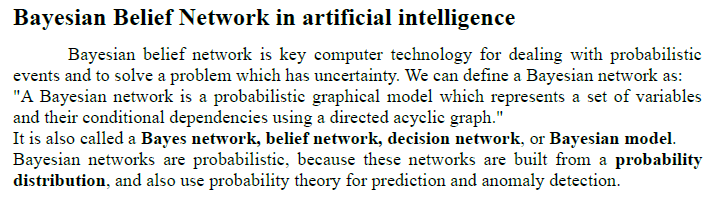 Bayesian Belief Network in artificial intelligence
Bayesian belief network is key computer technology for dealing with probabilistic
events and to solve a problem which has uncertainty. We can define a Bayesian network as:
"A Bayesian network is a probabilistic graphical model which represents a set of variables
and their conditional dependencies using a directed acyclic graph."
It is also called a Bayes network, belief network, decision network, or Bayesian model.
Bayesian networks are probabilistic, because these networks are built from a probability
distribution, and also use probability theory for prediction and anomaly detection.